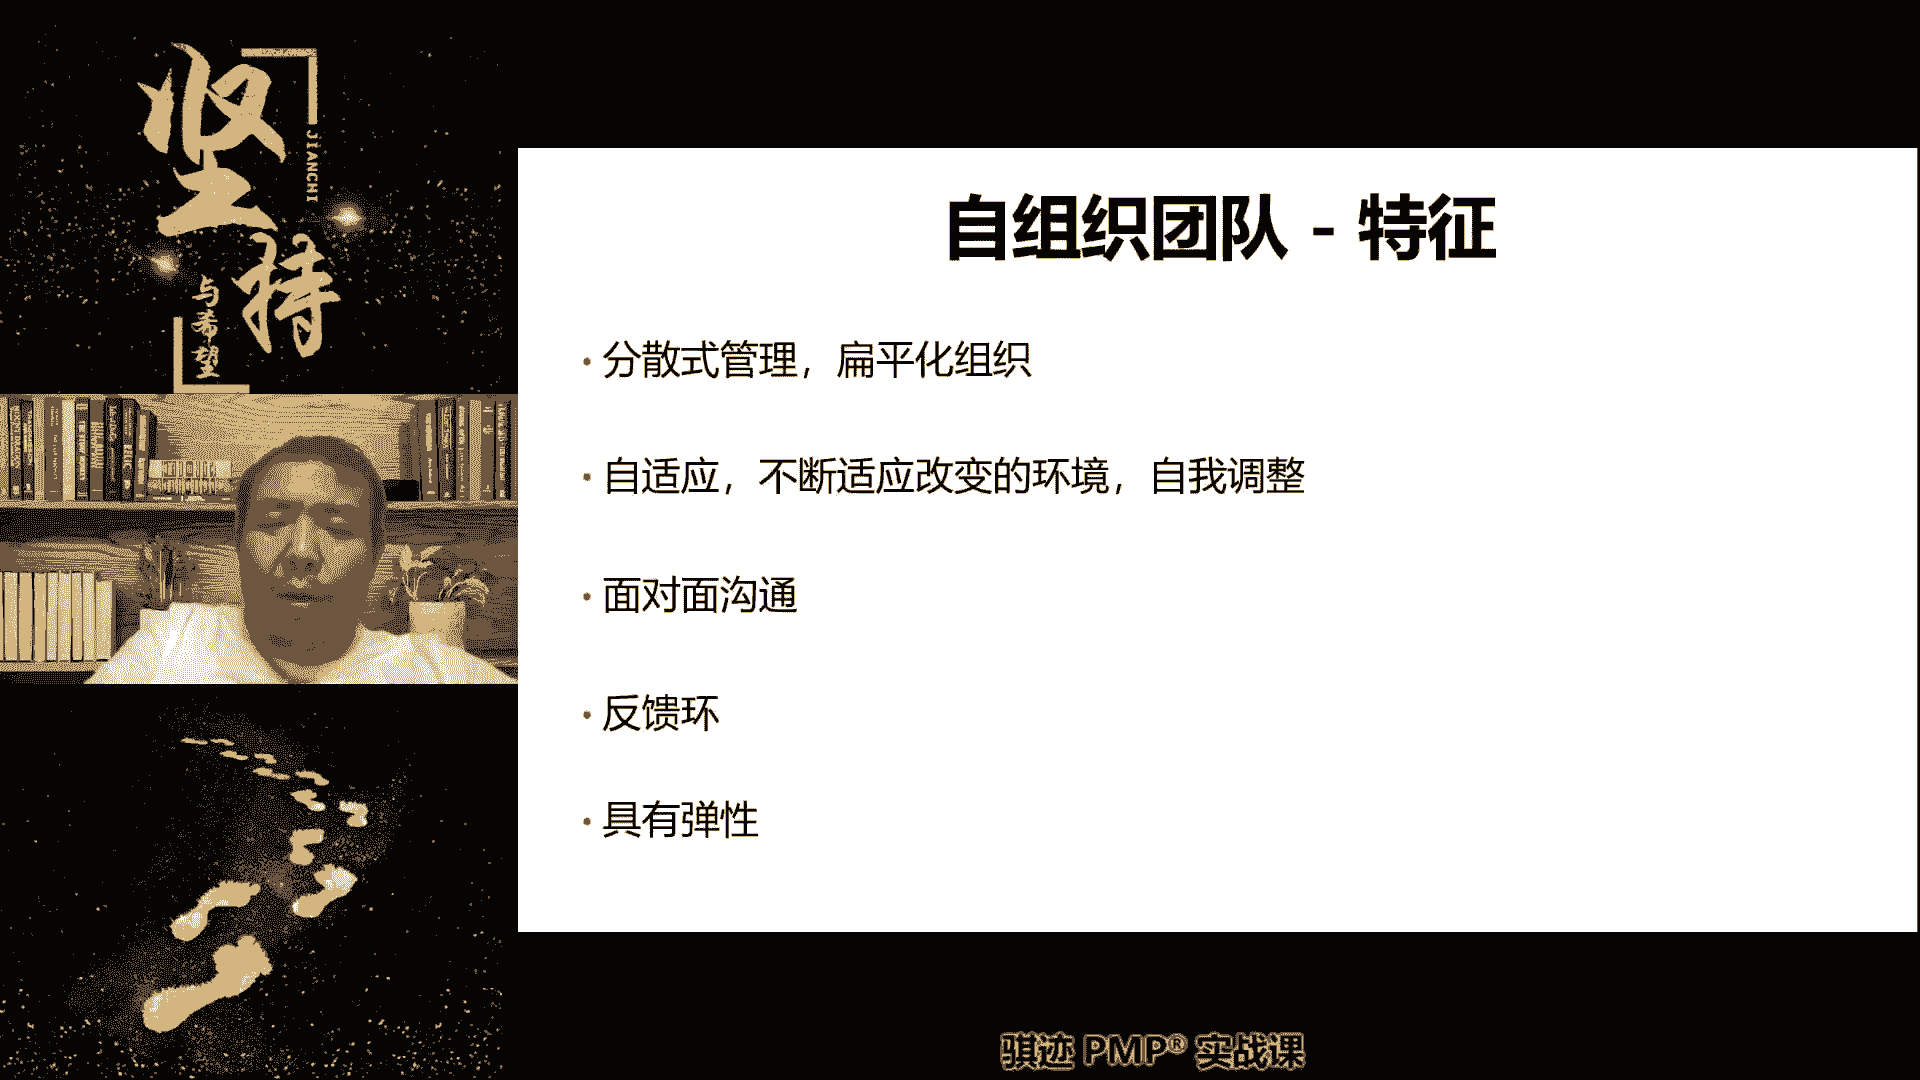 坚持
JIANCHI
与希望
自组织团队 - 特征
• 分散式管理，扁平化组织
• 自适应，不断适应改变的环境，自我调整
• 面对面沟通
• 反馈环
• 具有弹性
骐迹 PMP® 实战课